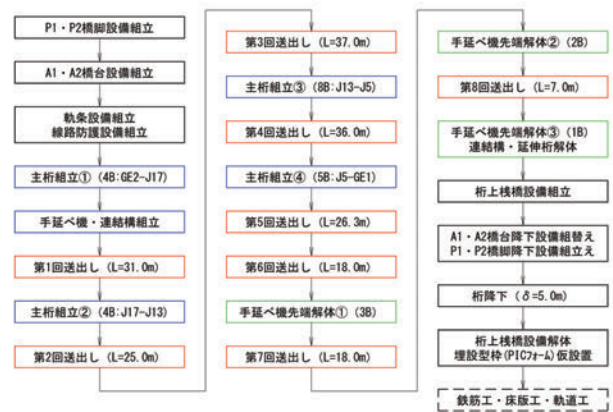 P1・P2橋脚設備組立
A1・A2橋台設備組立
軌条設備組立
線路防護設備組立
主桁組立①（4B:GE2-J17）
手延べ機・連結構組立
第1回送出し（L=31.0m）
主桁組立②（4B:J17-J13）
第2回送出し（L=25.0m）
第3回送出し（L=37.0m）
主桁組立③（8B:J13-J5）
第4回送出し（L=36.0m）
主桁組立④（5B:J5-GE1）
第5回送出し（L=26.3m）
第6回送出し（L=18.0m）
手延べ機先端解体①（3B）
第7回送出し（L=18.0m）
手延べ機先端解体②（2B）
第8回送出し（L=7.0m）
手延べ機先端解体③（1B）
連結構・延伸桁解体
桁上桟橋設備組立
A1・A2橋台降下設備組替え
P1・P2橋脚降下設備組立え
桁降下（δ=5.0m）
桁上桟橋設備解体
埋設型枠(PICフォーム)仮設置
鉄筋工・床版工・軌道工